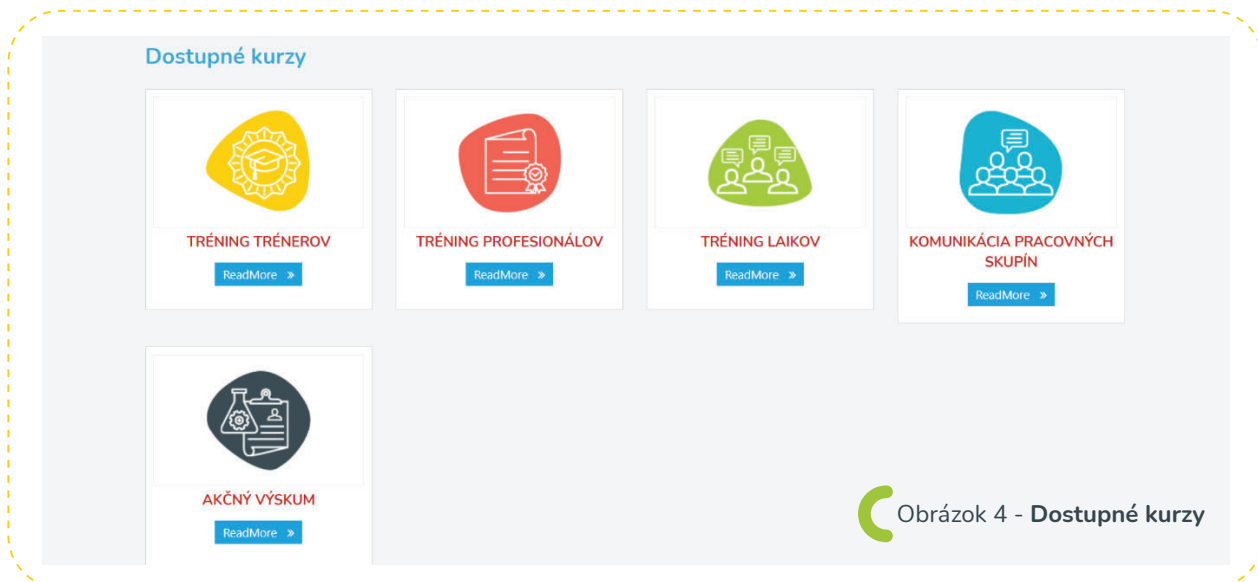 Dostupné kurzy
TRÉNING TRÉNEROV
ReadMore »
TRÉNING PROFESIONÁLOV
ReadMore »
TRÉNING LAIKOV
ReadMore »
KOMUNIKÁCIA PRACOVNÝCH
SKUPÍN
ReadMore »
AKČNÝ VÝSKUM
ReadMore »
Obrázok 4 - Dostupné kurzy